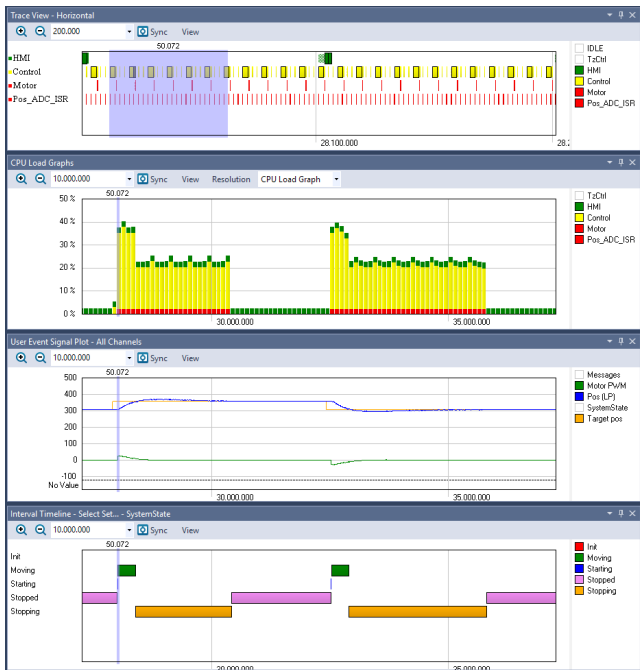 Trace View - Horizontal
200.000 Sync View
50.072
HMI
Control
Motor
Pos_ADC_ISR
28.100.000
IDLE
TzCtrl
HMI
Control
Motor
Pos_ADC_ISR
CPU Load Graphs
10.000.000 Sync View Resolution CPU Load Graph
50.072
50 %
40 %
30 %
20 %
10 %
0 %
30.000.000 35.000.000
TzCtrl
HMI
Control
Motor
Pos_ADC_ISR
User Event Signal Plot - All Channels
10.000.000 Sync View
50.072
500
400
300
200
100
0
-100
No Value
30.000.000 35.000.000
Messages
Motor PWM
Pos (LP)
SystemState
Target pos
Interval Timeline - Select Set... - SystemState
10.000.000 Sync View
50.072
Init
Moving
Starting
Stopped
Stopping
Init
Moving
Starting
Stopped
Stopping